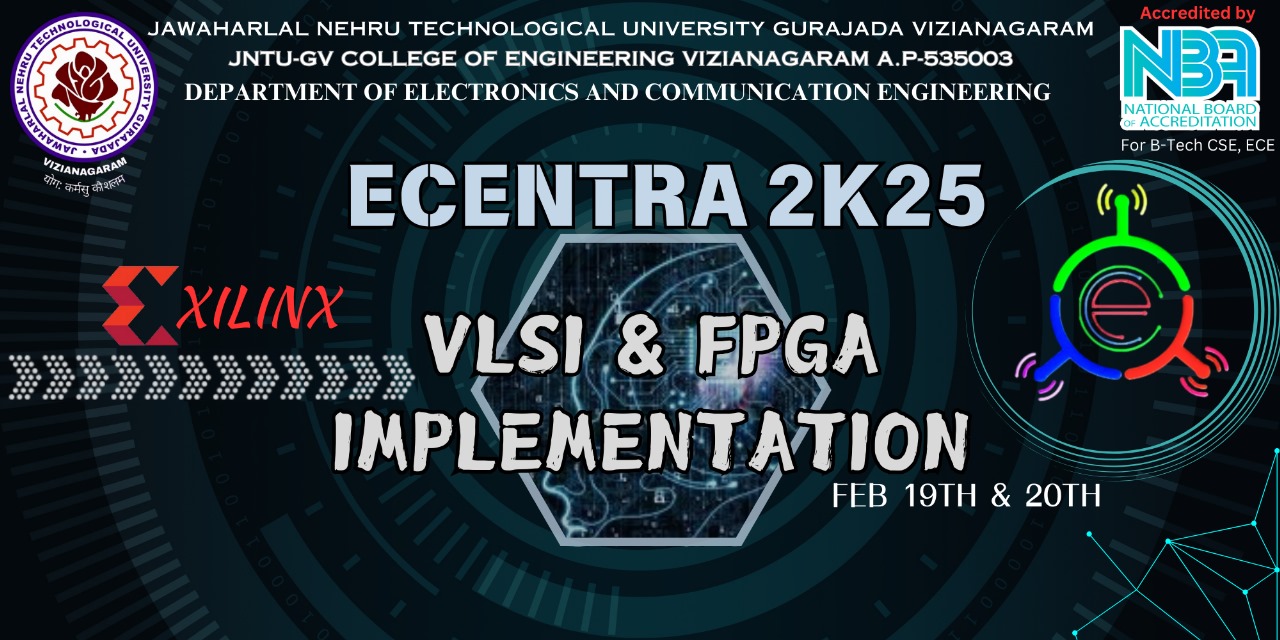 JAWAHARLAL NEHRU TECHNOLOGICAL UNIVERSITY GURAJADA VIZIANAGARAM
JNTU-GV COLLEGE OF ENGINEERING VIZIANAGARAM A.P-535003
DEPARTMENT OF ELECTRONICS AND COMMUNICATION ENGINEERING
JAWAHARLAL NEHRU TECHNOLOGICAL UNIVERSITY GURAJADA
VIZIANAGARAM
योग: कर्मसु कौशलम्
Accredited by
NBA
NATIONAL BOARD
OF ACCREDITATION
For B-Tech CSE, ECE
ECENTRA 2K25
XILINX
e
VLSI & FPGA
IMPLEMENTATION
FEB 19TH & 20TH